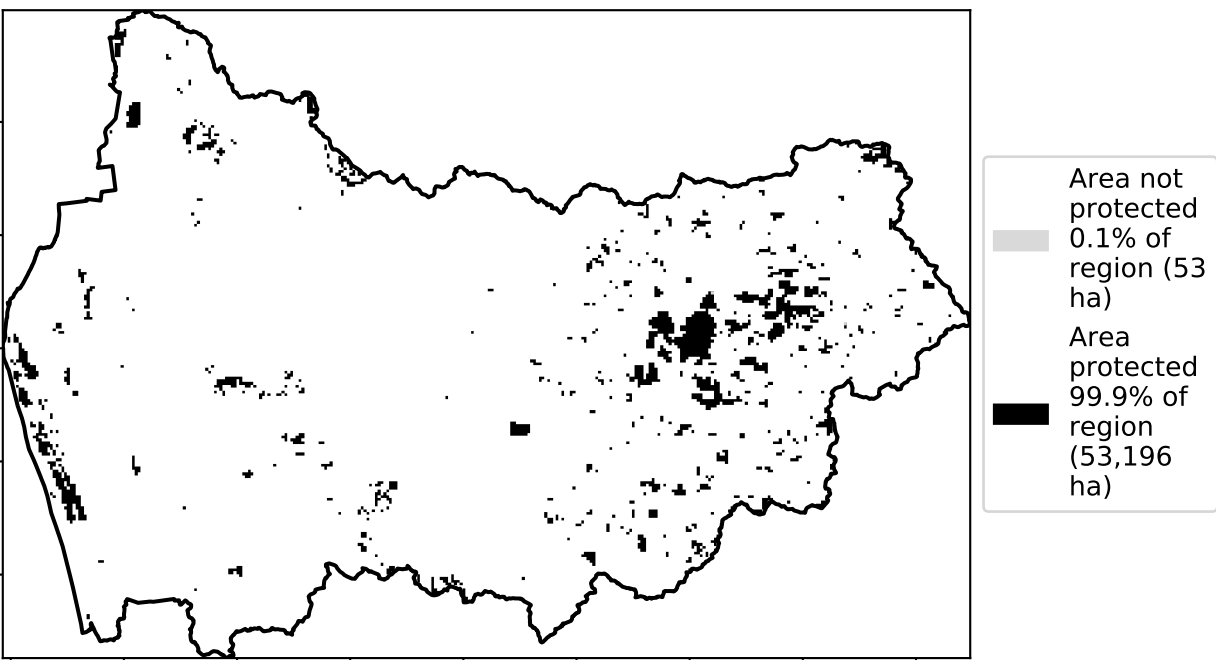 Area not
protected
0.1% of
region (53
ha)
Area
protected
99.9% of
region
(53,196
ha)